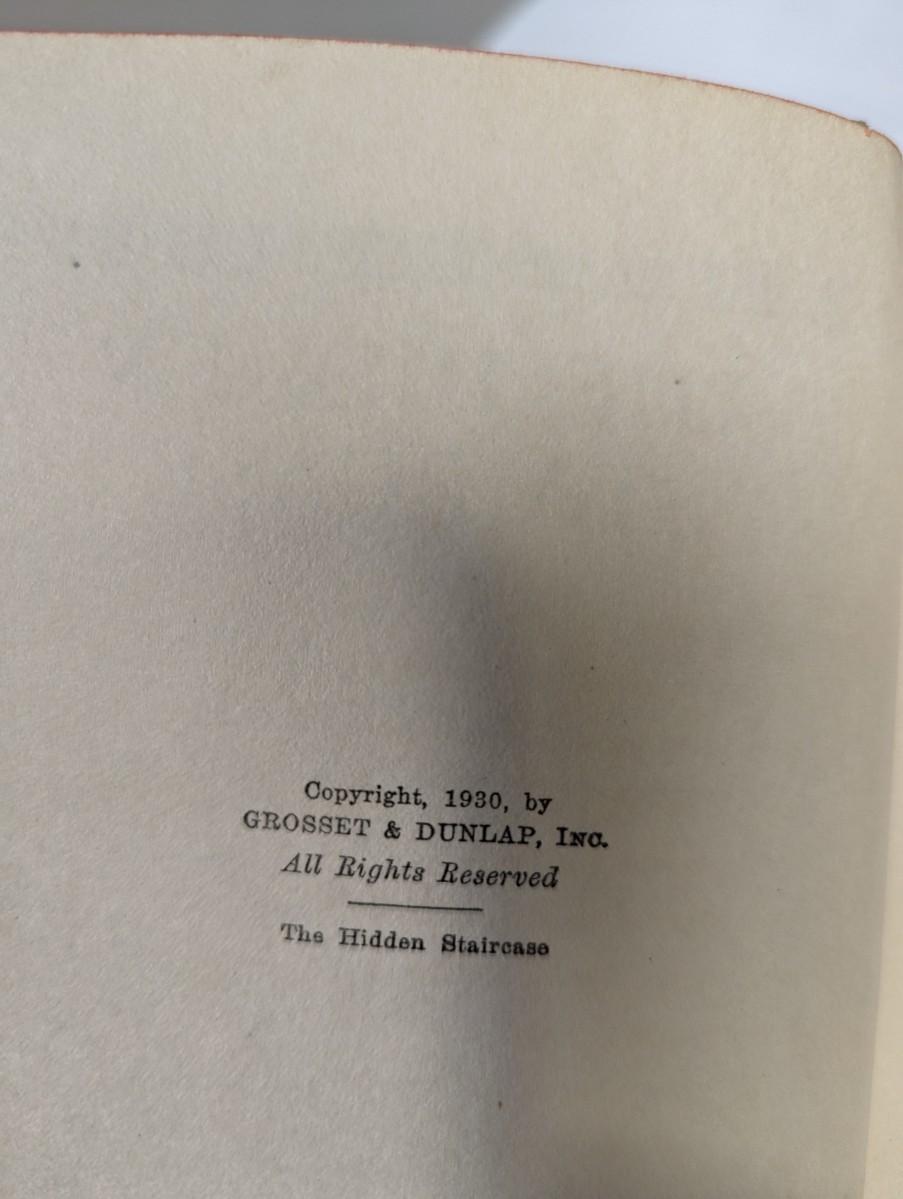 Copyright, 1930, by
GROSSET & DUNLAP, INC.
All Rights Reserved
The Hidden Staircase